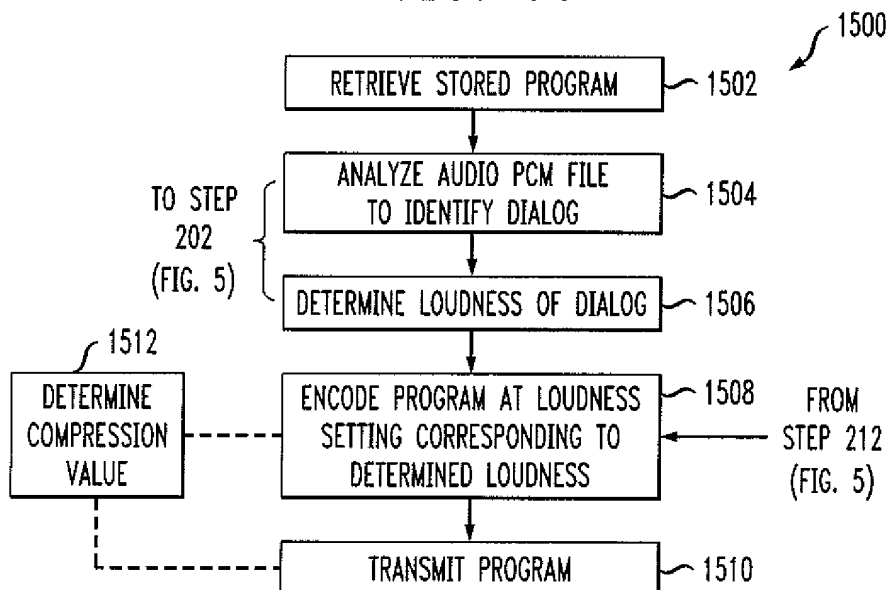 1500
RETRIEVE STORED PROGRAM
1502
ANALYZE AUDIO PCM FILE
TO IDENTIFY DIALOG
1504
TO STEP
202
(FIG. 5)
DETERMINE LOUDNESS OF DIALOG
1506
1512
DETERMINE
COMPRESSION
VALUE
ENCODE PROGRAM AT LOUDNESS
SETTING CORRESPONDING TO
DETERMINED LOUDNESS
1508
FROM
STEP 212
(FIG. 5)
TRANSMIT PROGRAM
1510